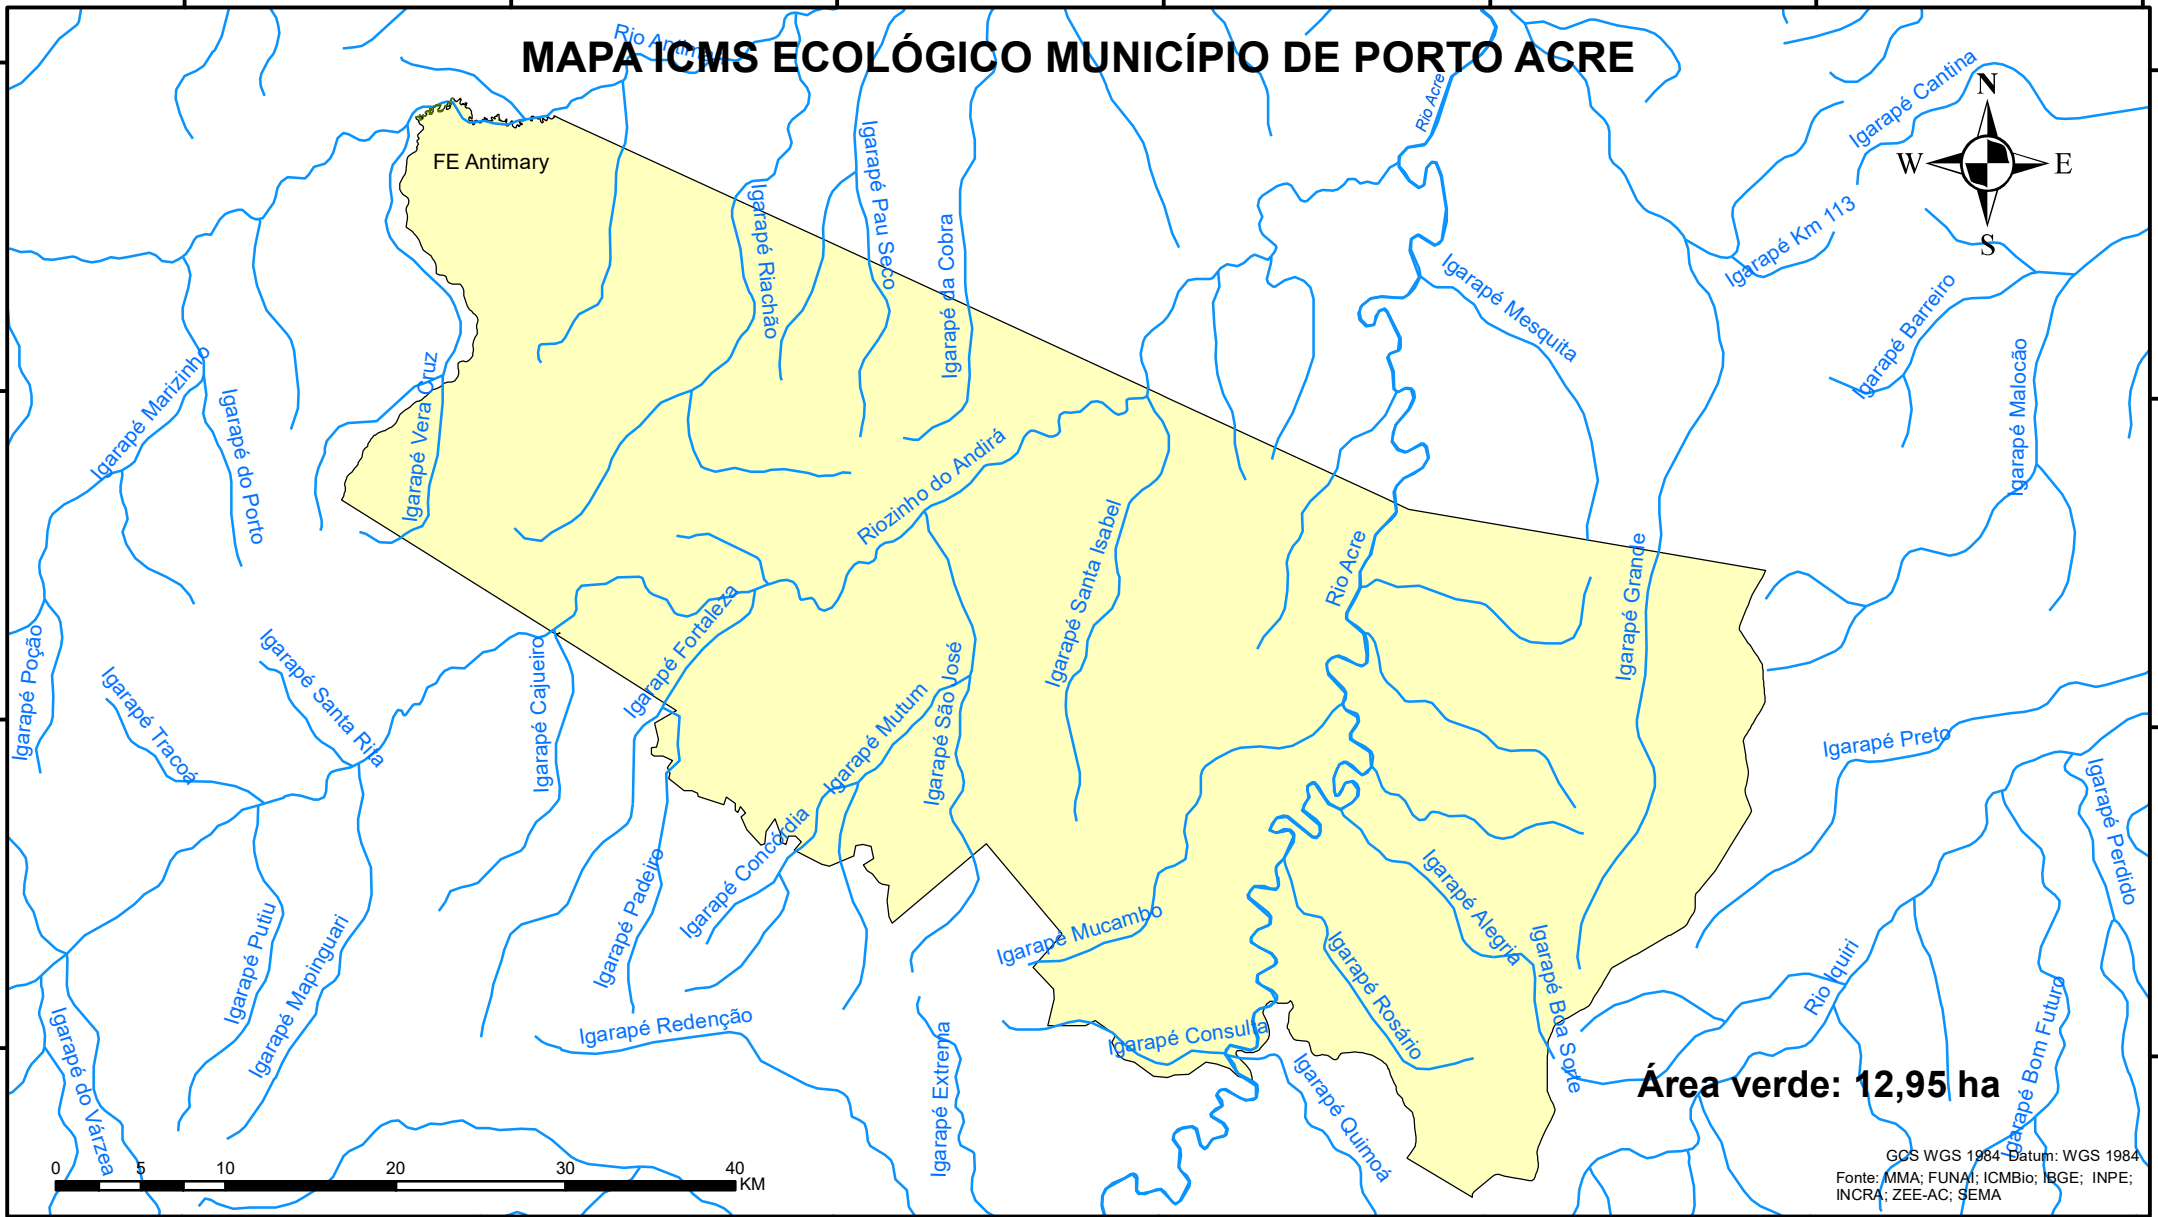 MAPA ICMS ECOLÓGICO MUNICÍPIO DE PORTO ACRE
Rio Antimary
Rio Acre
Igarapé Cantina
N
W
E
S
FE Antimary
Igarapé Pau Seco
Igarapé Riachão
Igarapé da Cobra
Igarapé Km 113
Igarapé Mesquita
Igarapé Barreiro
Igarapé Malocão
Igarapé Marizinho
Igarapé do Porto
Igarapé Vera Cruz
Riozinho do Andirá
Igarapé Santa Isabel
Rio Acre
Igarapé Grande
Igarapé Poção
Igarapé Tracoá
Igarapé Santa Rita
Igarapé Cajueiro
Igarapé Fortaleza
Igarapé Mutum
Igarapé São José
Igarapé Preto
Igarapé Perdido
Igarapé Concórdia
Igarapé Padeiro
Igarapé Putiu
Igarapé Mapinguari
Igarapé Mucambo
Igarapé Alegria
Igarapé Rosário
Igarapé Boa Sorte
Rio Iquiri
Igarapé Bom Futuro
Igarapé do Várzea
Igarapé Redenção
Igarapé Extrema
Igarapé Consulta
Igarapé Quimoá
Área verde: 12,95 ha
0 5 10 20 30 40
KM
GCS WGS 1984 Datum: WGS 1984
Fonte: MMA; FUNAI; ICMBio; IBGE; INPE;
INCRA; ZEE-AC; SEMA